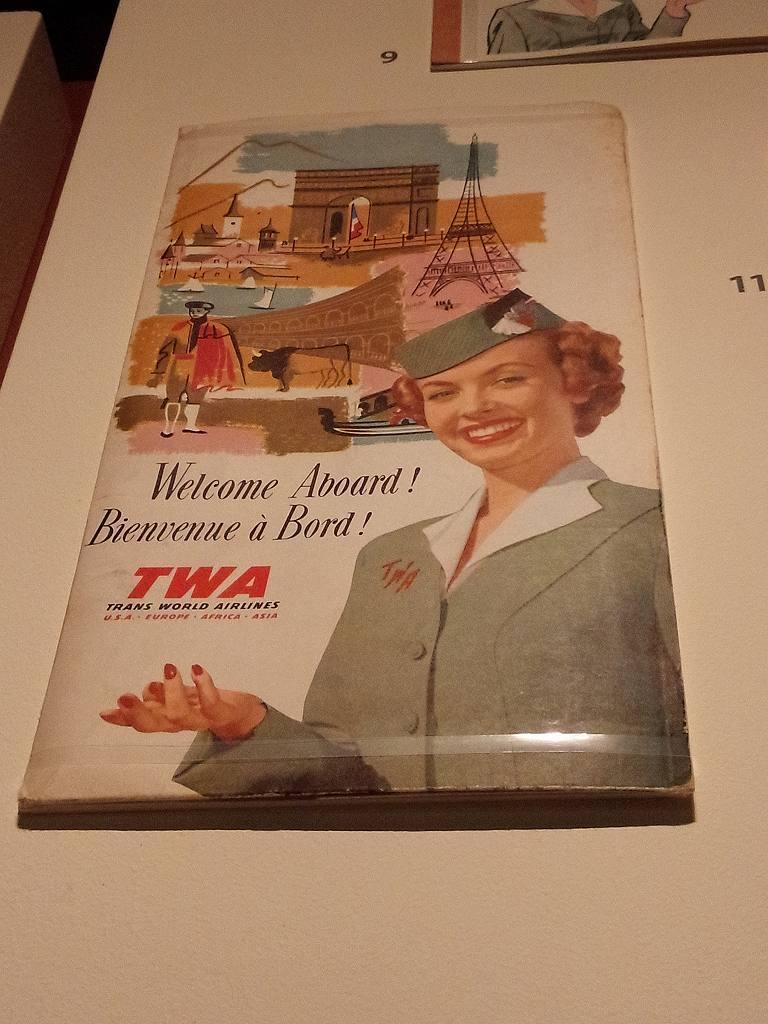 9
11
Welcome Aboard !
Bienvenue à Bord !
TWA
TWA
TRANS WORLD AIRLINES
U.S.A. · EUROPE · AFRICA · ASIA